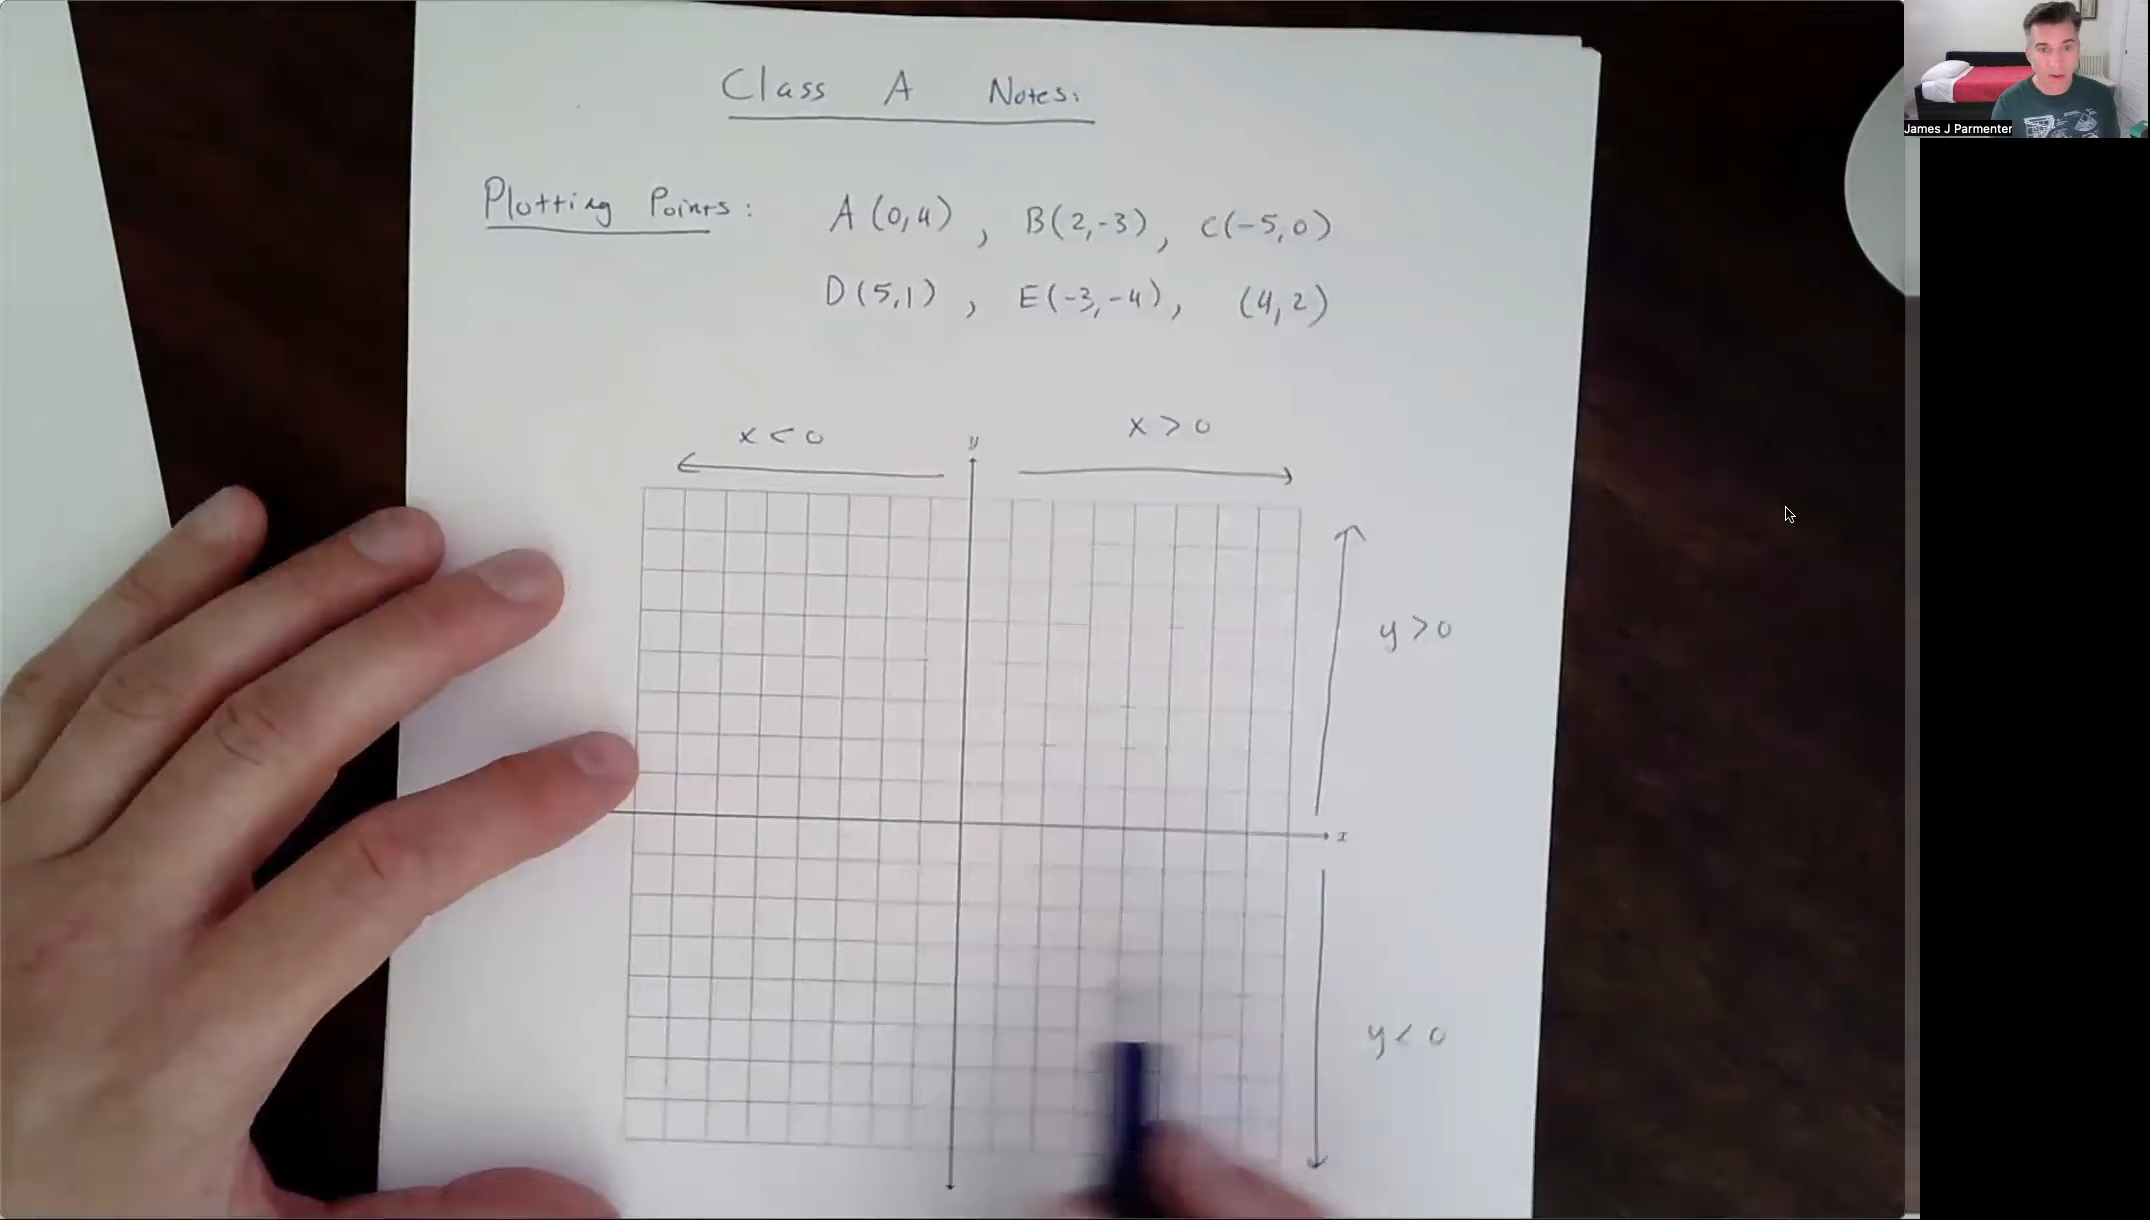 James J Parmenter
Class A Notes:
Plotting Points: A(0,4), B(2,-3), C(-5,0)
D(5,1), E(-3,-4), (4,2)
x < 0
x > 0
y
y > 0
x
y < 0